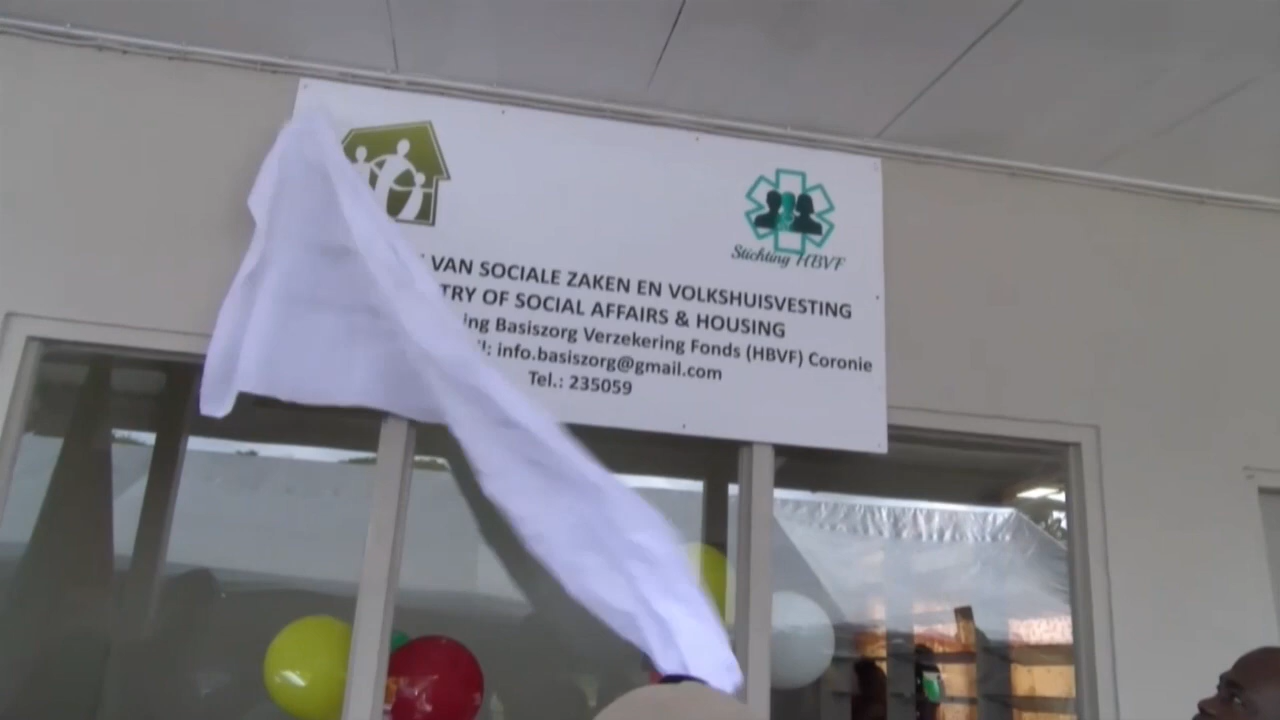 Stichting HBVF
VAN SOCIALE ZAKEN EN VOLKSHUISVESTING
TRY OF SOCIAL AFFAIRS & HOUSING
ing Basiszorg Verzekering Fonds (HBVF) Coronie
l: info.basiszorg@gmail.com
Tel.: 235059